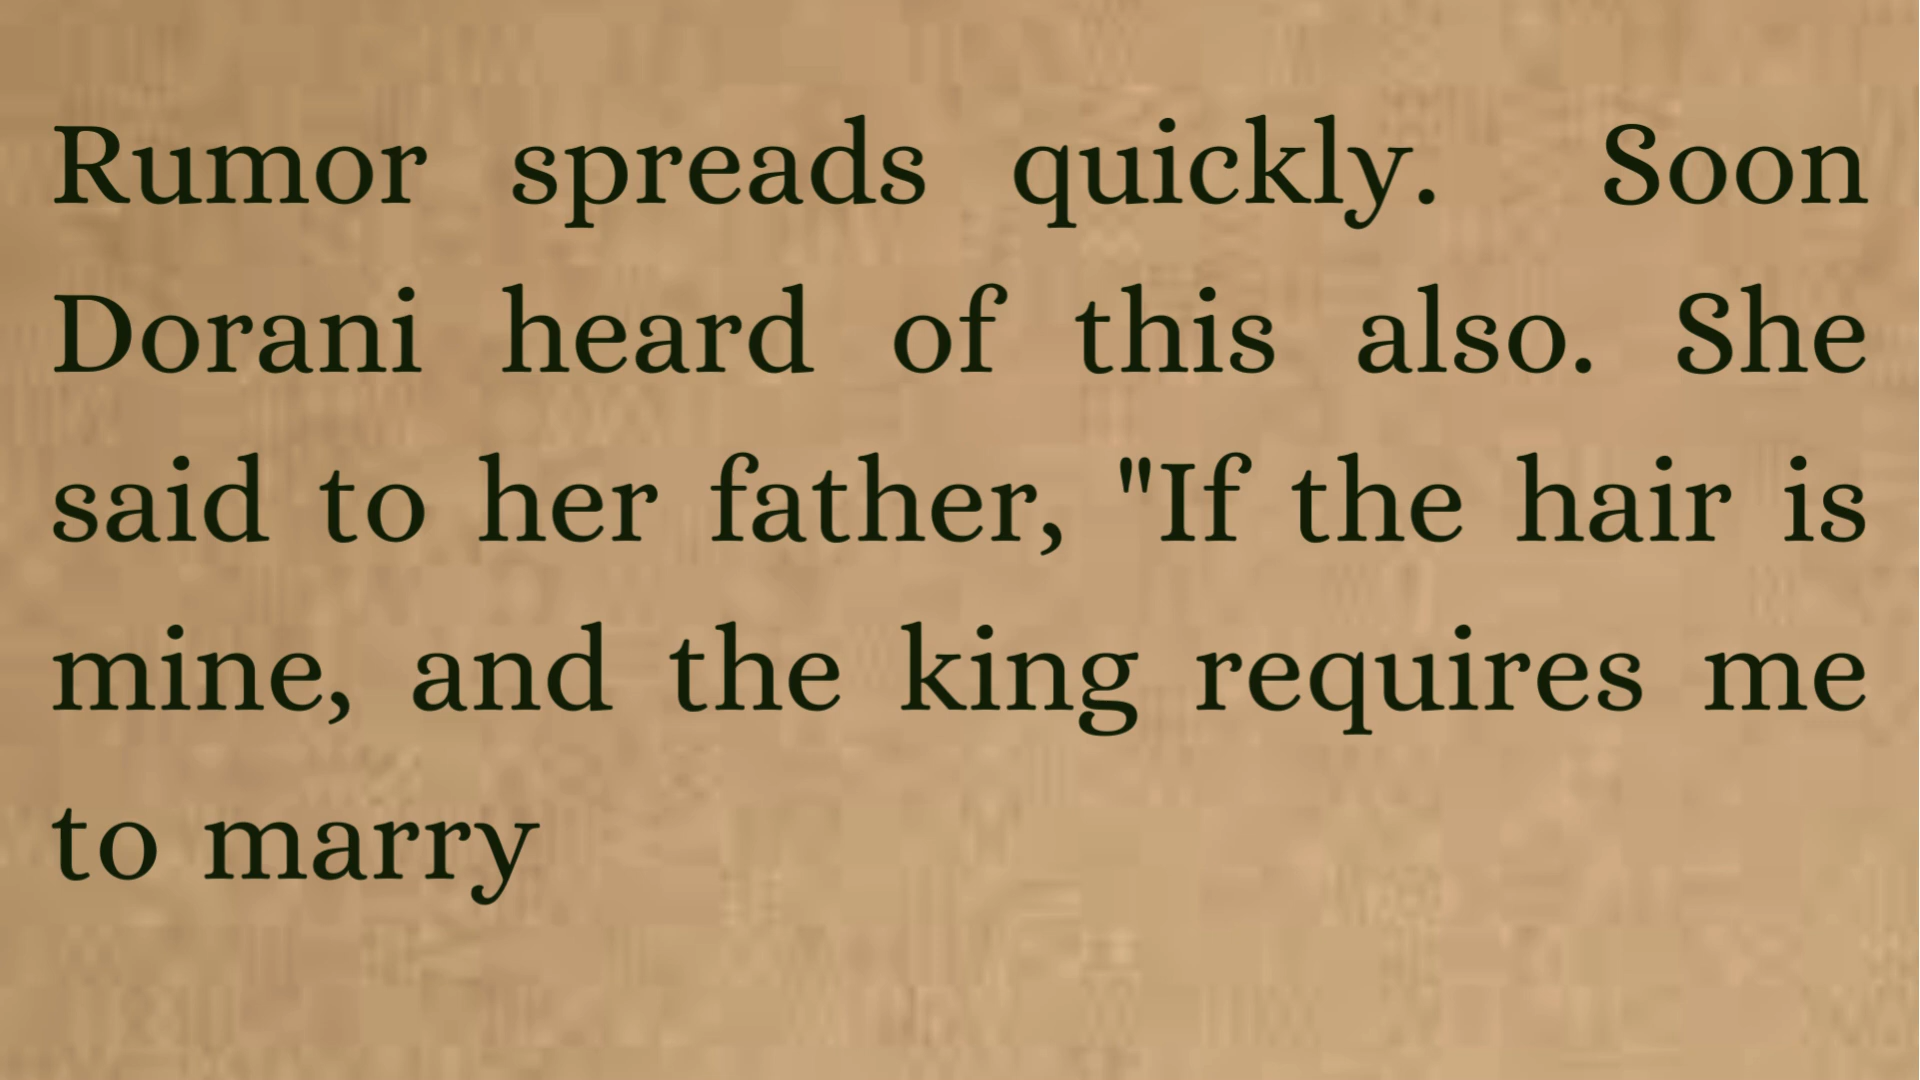 Rumor spreads quickly. Soon
Dorani heard of this also. She
said to her father, "If the hair is
mine, and the king requires me
to marry